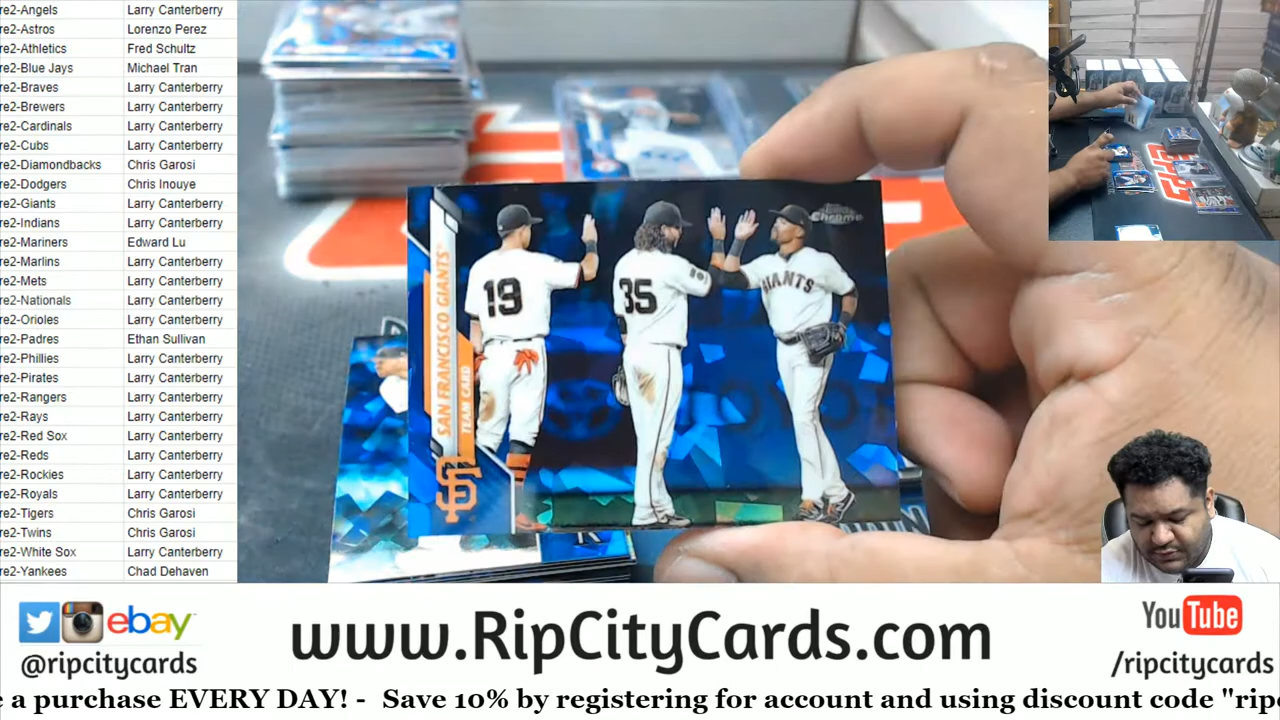 re2-Angels Larry Canterberry
re2-Astros Lorenzo Perez
re2-Athletics Fred Schultz
re2-Blue Jays Michael Tran
re2-Braves Larry Canterberry
re2-Brewers Larry Canterberry
re2-Cardinals Larry Canterberry
re2-Cubs Larry Canterberry
re2-Diamondbacks Chris Garosi
re2-Dodgers Chris Inouye
re2-Giants Larry Canterberry
re2-Indians Larry Canterberry
re2-Mariners Edward Lu
re2-Marlins Larry Canterberry
re2-Mets Larry Canterberry
re2-Nationals Larry Canterberry
re2-Orioles Larry Canterberry
re2-Padres Ethan Sullivan
re2-Phillies Larry Canterberry
re2-Pirates Larry Canterberry
re2-Rangers Larry Canterberry
re2-Rays Larry Canterberry
re2-Red Sox Larry Canterberry
re2-Reds Larry Canterberry
re2-Rockies Larry Canterberry
re2-Royals Larry Canterberry
re2-Tigers Chris Garosi
re2-Twins Chris Garosi
re2-White Sox Larry Canterberry
re2-Yankees Chad Dehaven
Topps
Chrome
19
35
GIANTS
SAN FRANCISCO GIANTS
TEAM CARD
SF
ebay
@ripcitycards
www.RipCityCards.com
YouTube
/ripcitycards
e a purchase EVERY DAY! - Save 10% by registering for account and using discount code "ripc